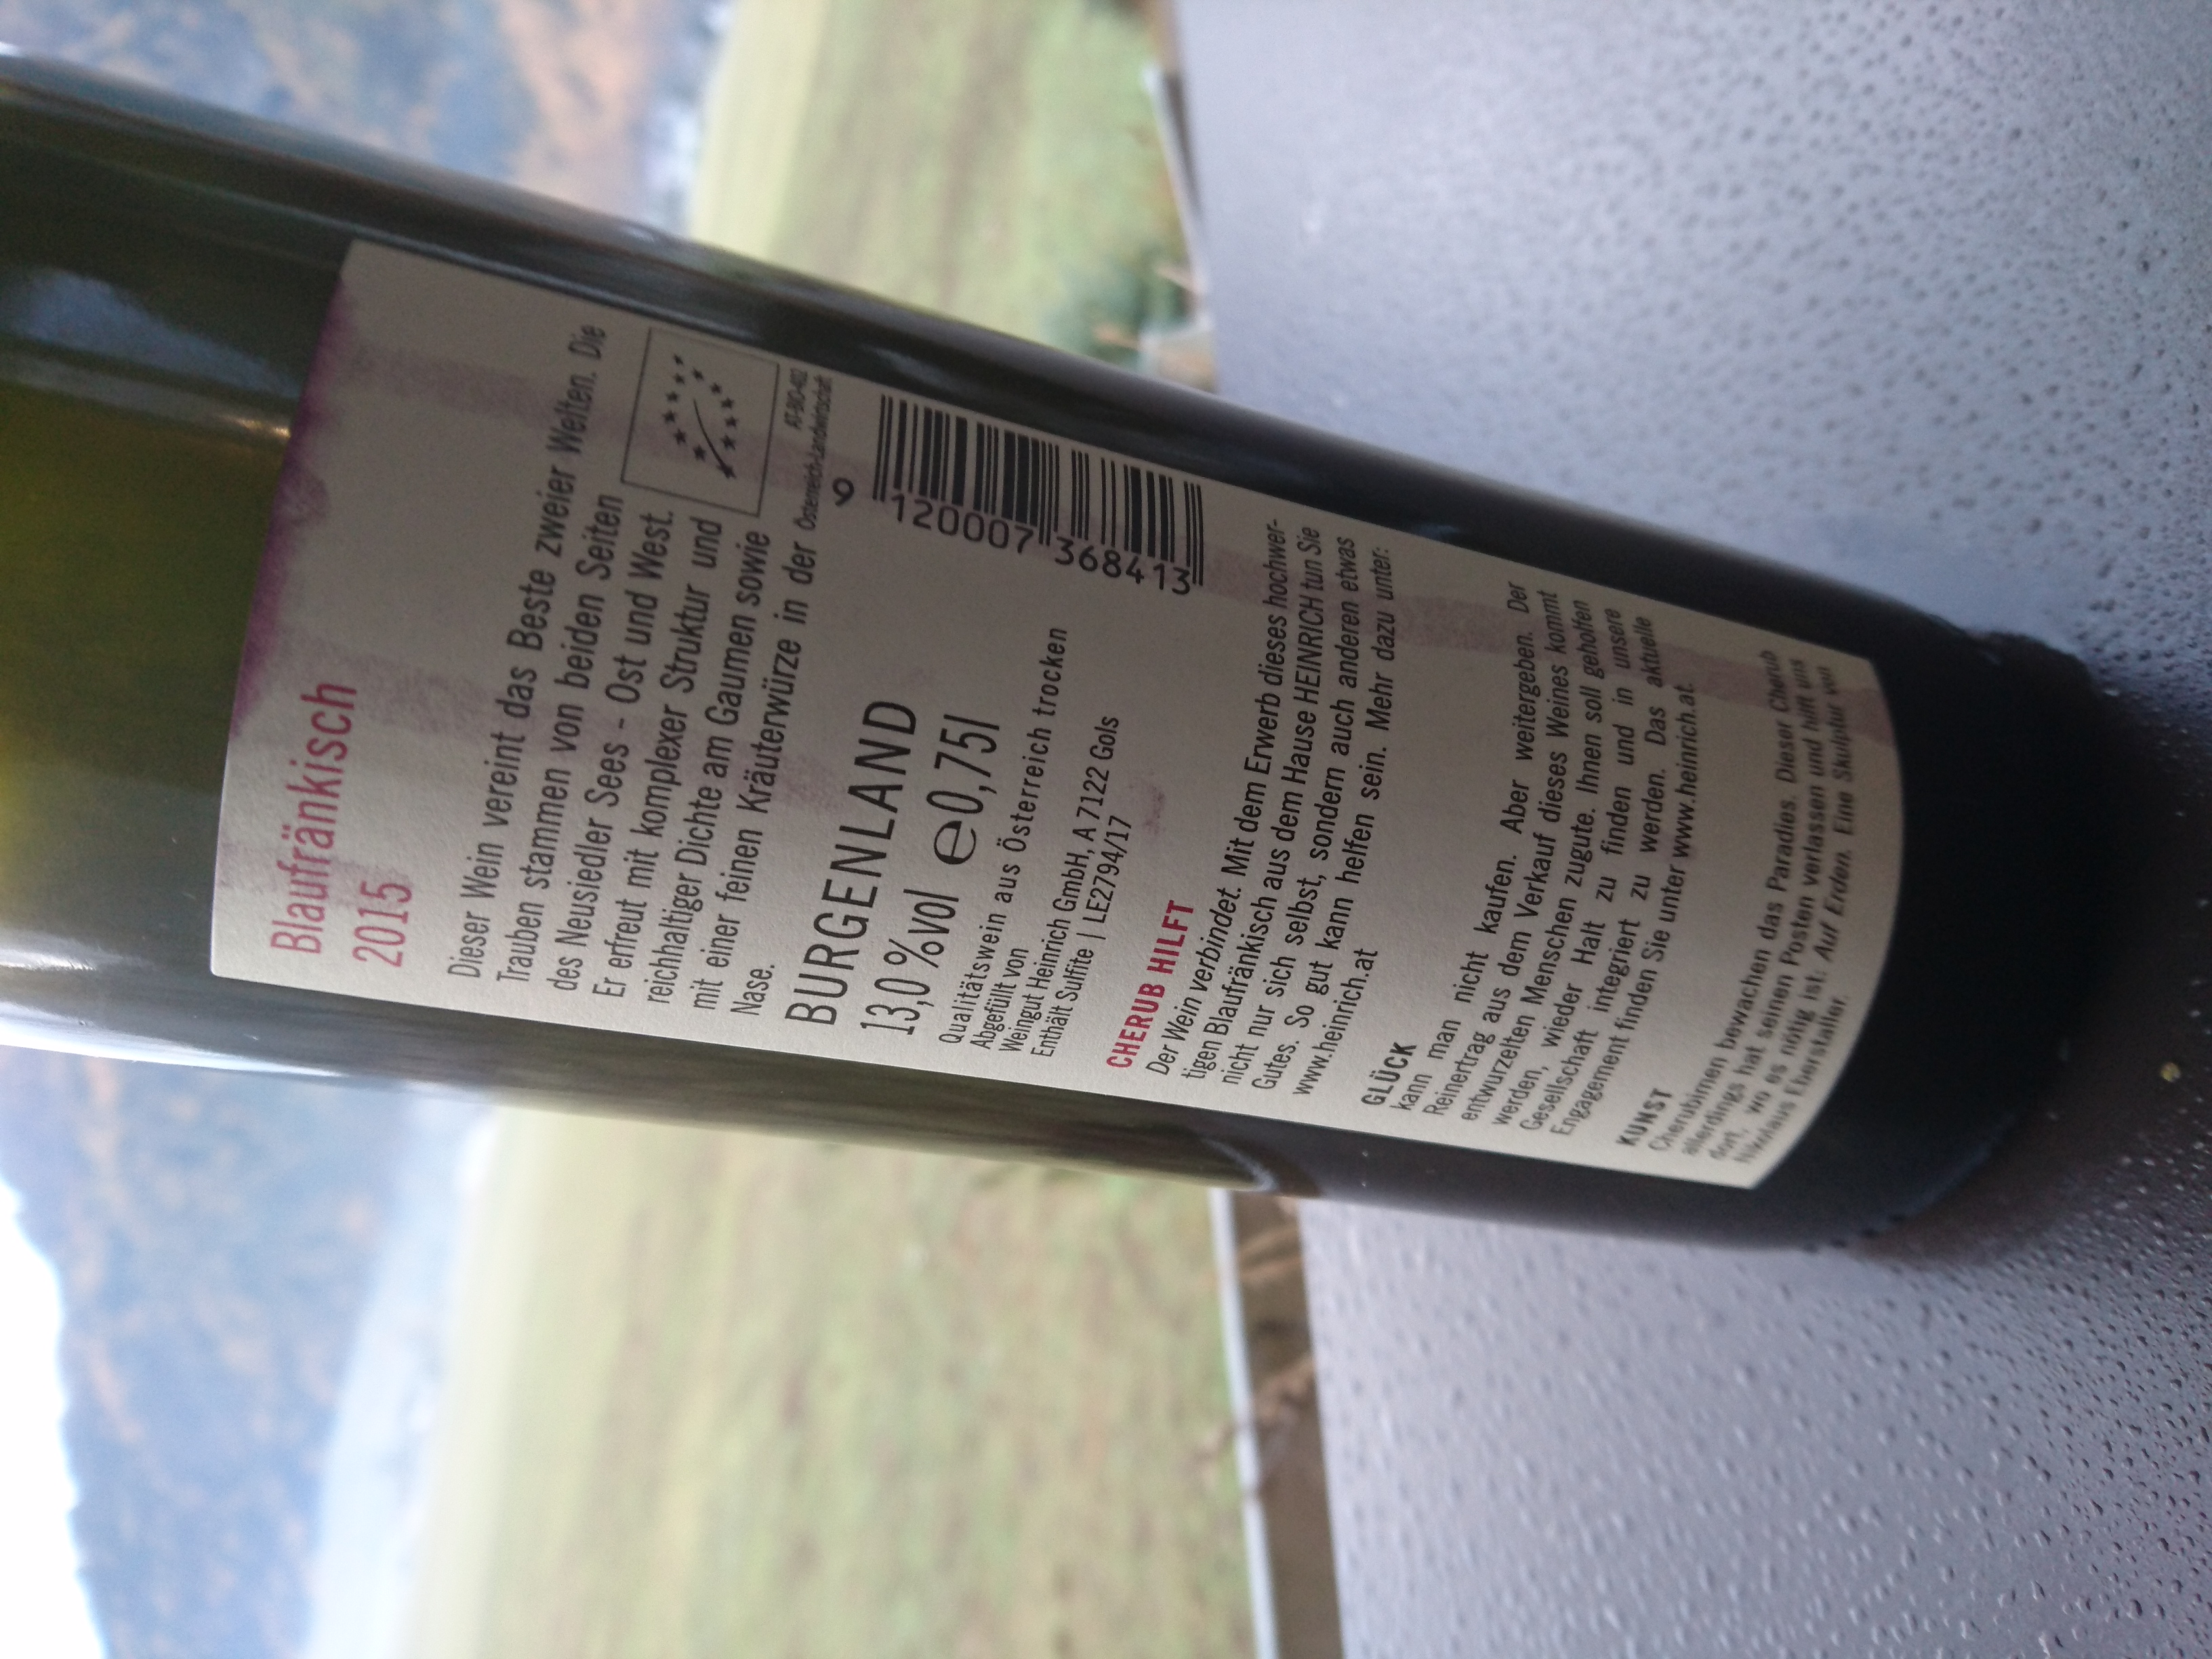 Blaufränkisch
2015
Dieser Wein vereint das Beste zweier Welten. Die
Trauben stammen von beiden Seiten
des Neusiedler Sees - Ost und West.
Er erfreut mit komplexer Struktur und
reichhaltiger Dichte am Gaumen sowie
mit einer feinen Kräuterwürze in der
Nase.
AT-BIO-402
Österreich-Landwirtschaft
BURGENLAND
13,0%vol e0,75l
Qualitätswein aus Österreich trocken
Abgefüllt von
Weingut Heinrich GmbH, A 7122 Gols
Enthält Sulfite | LE2794/17
9 120007 368413
CHERUB HILFT
Der Wein verbindet. Mit dem Erwerb dieses hochwer-
tigen Blaufränkisch aus dem Hause HEINRICH tun Sie
nicht nur sich selbst, sondern auch anderen etwas
Gutes. So gut kann helfen sein. Mehr dazu unter:
www.heinrich.at
GLÜCK
kann man nicht kaufen. Aber weitergeben. Der
Reinertrag aus dem Verkauf dieses Weines kommt
entwurzelten Menschen zugute. Ihnen soll geholfen
werden, wieder Halt zu finden und in unsere
Gesellschaft integriert zu werden. Das aktuelle
Engagement finden Sie unter www.heinrich.at
KUNST
Cherubimen bewachen das Paradies. Dieser Cherub
allerdings hat seinen Posten verlassen und hilft uns
dort, wo es nötig ist: Auf Erden. Eine Skulptur von
Nikolaus Eberstaller.